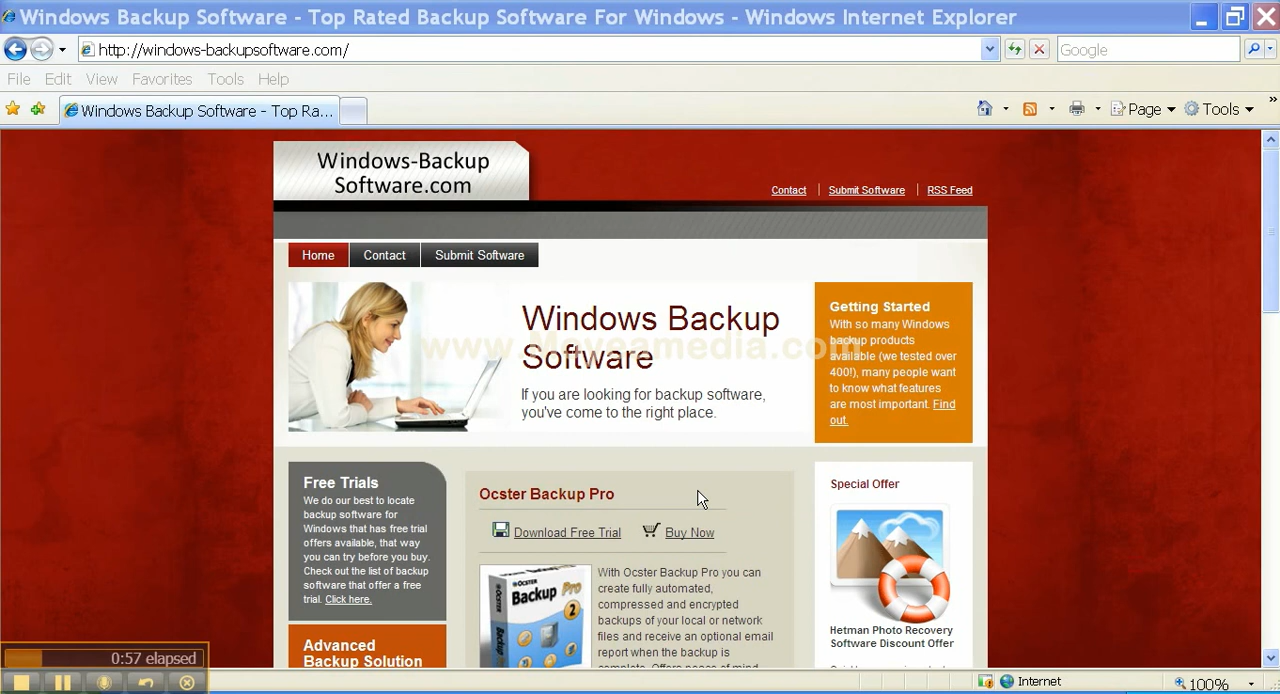 Windows Backup Software - Top Rated Backup Software For Windows - Windows Internet Explorer
http://windows-backupsoftware.com/
Google
File Edit View Favorites Tools Help
Windows Backup Software - Top Ra...
Page Tools
Windows-Backup
Software.com
Contact Submit Software RSS Feed
Home Contact Submit Software
Windows Backup
Software
If you are looking for backup software,
you've come to the right place.
Getting Started
With so many Windows
backup products
available (we tested over
400!), many people want
to know what features
are most important. Find
out.
Free Trials
We do our best to locate
backup software for
Windows that has free trial
offers available, that way
you can try before you buy.
Check out the list of backup
software that offer a free
trial. Click here.
Advanced
Backup Solution
Ocster Backup Pro
Download Free Trial Buy Now
OCSTER
Backup Pro
2
With Ocster Backup Pro you can
create fully automated,
compressed and encrypted
backups of your local or network
files and receive an optional email
report when the backup is
Special Offer
Hetman Photo Recovery
Software Discount Offer
0:57 elapsed
Internet
100%